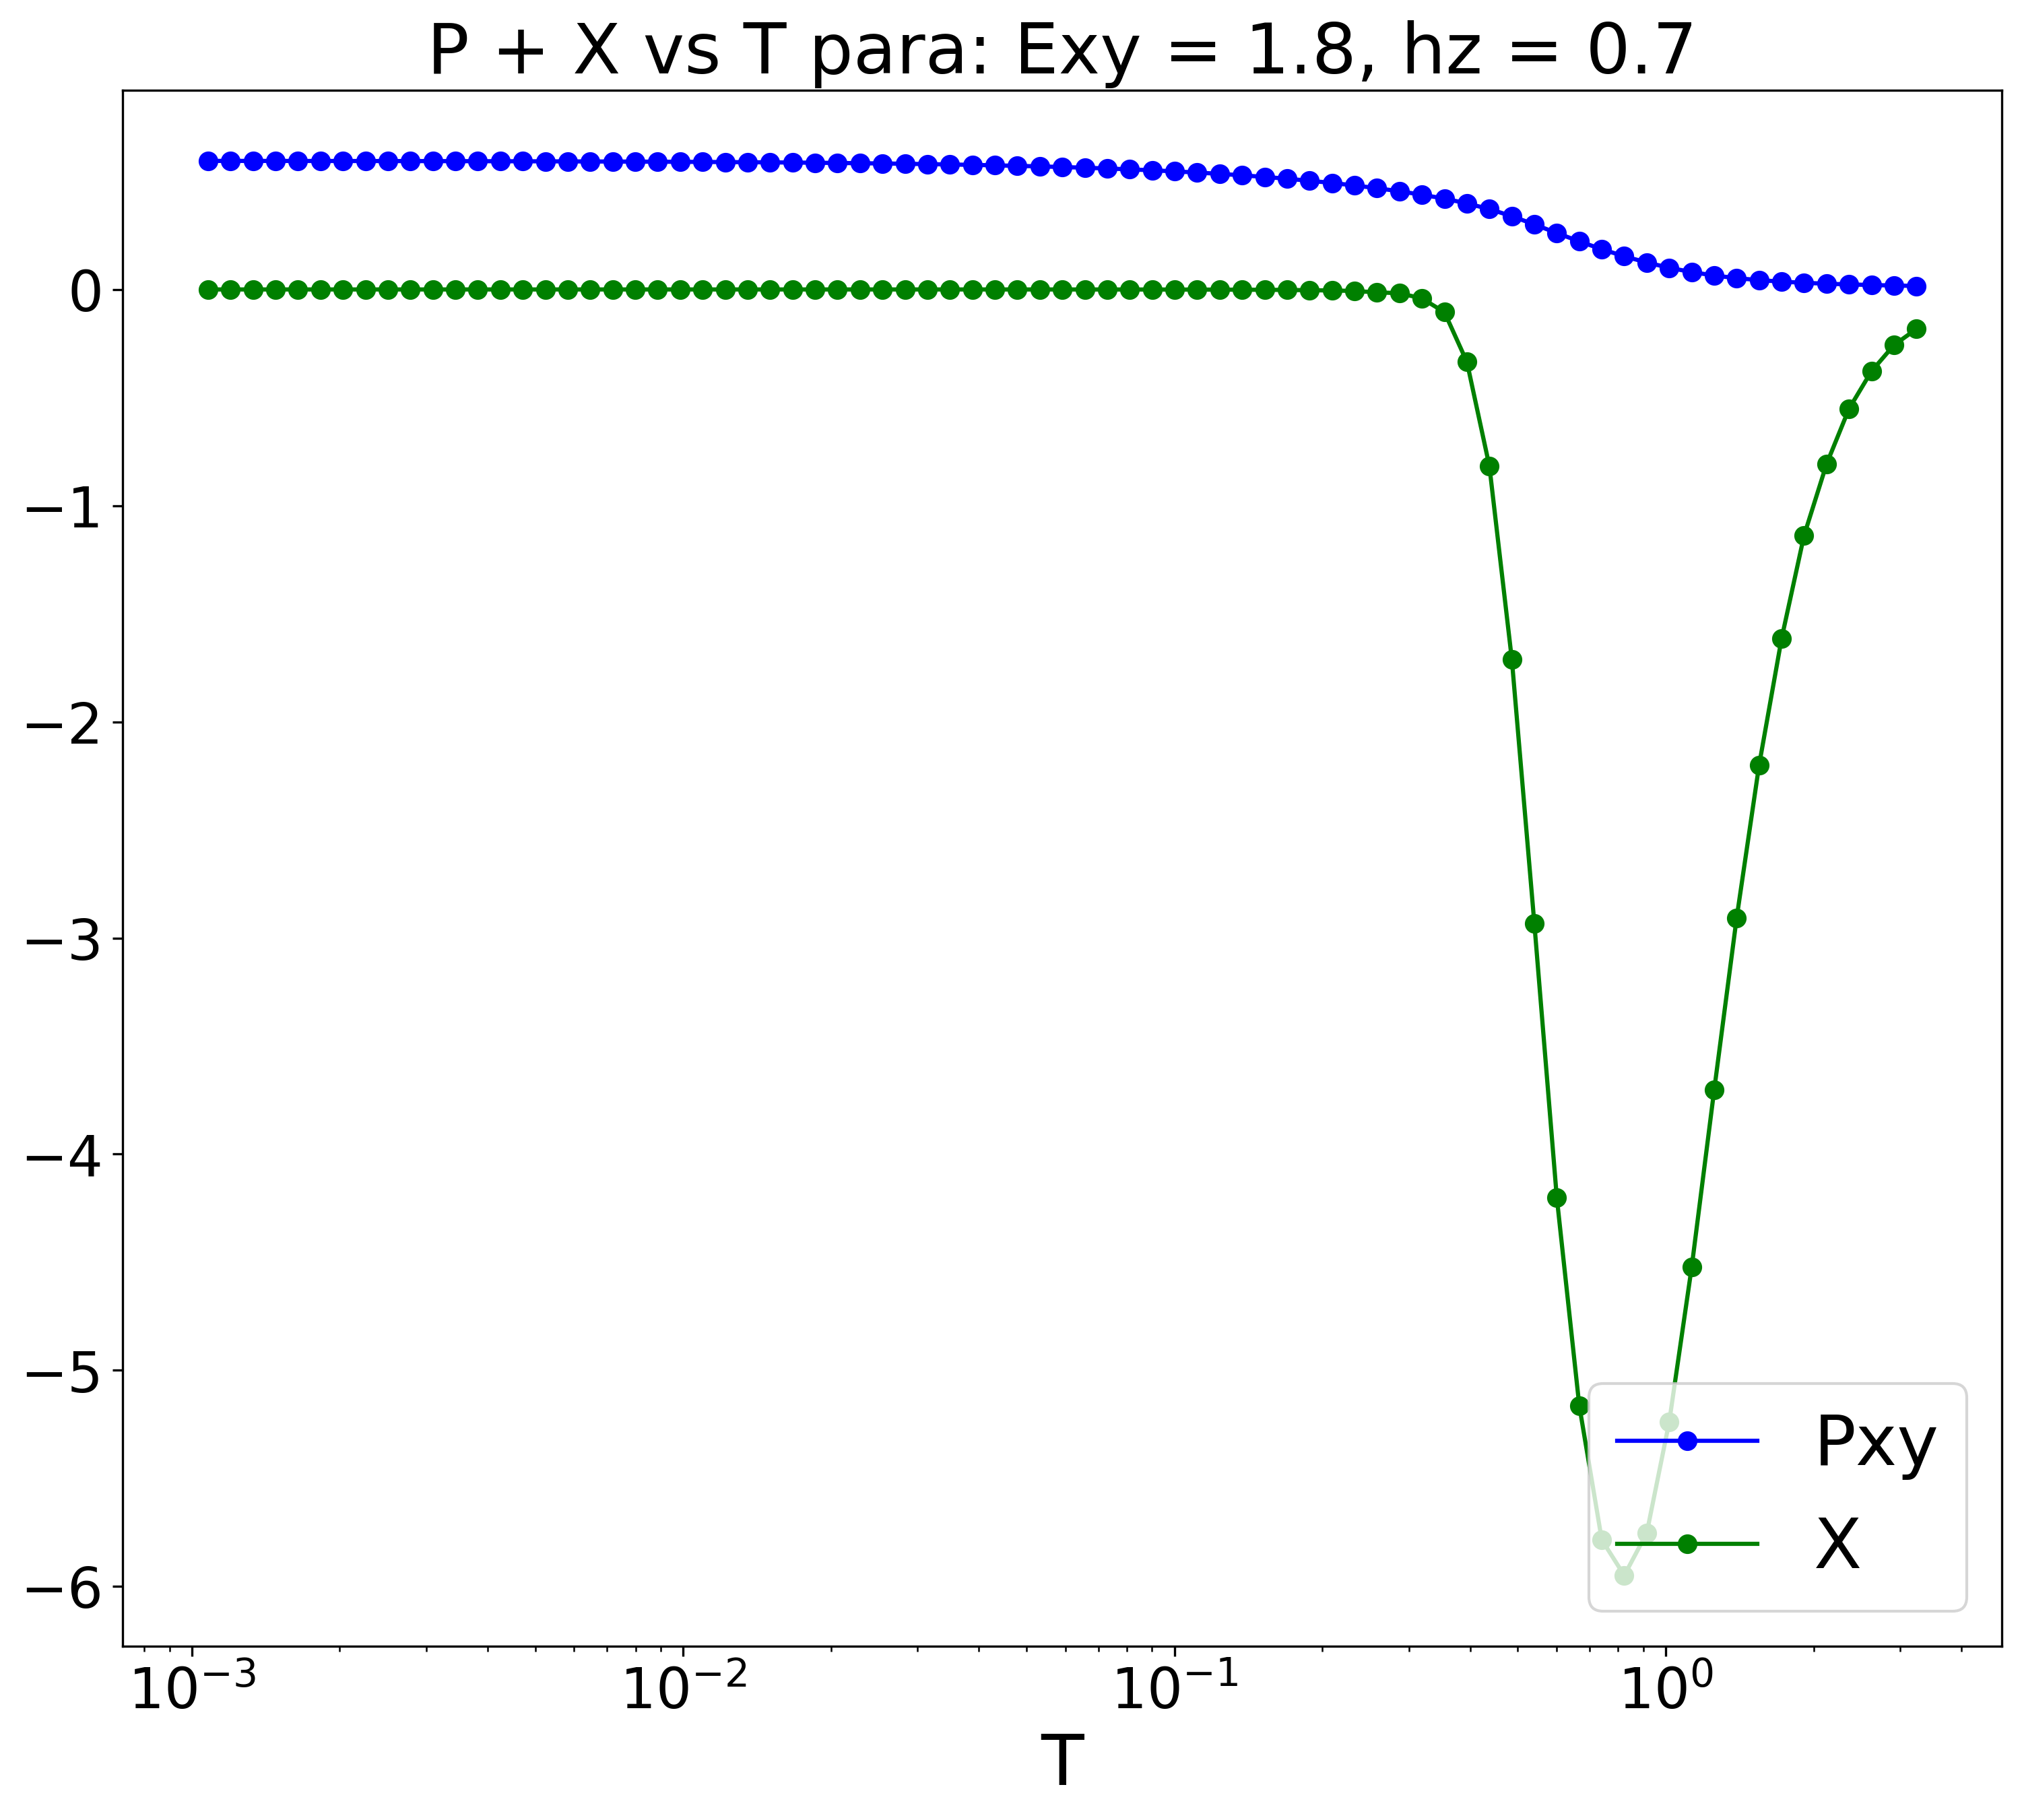 P + X vs T para: Exy = 1.8, hz = 0.7
0
−1
−2
−3
−4
−5
−6
Pxy
X
10⁻³ 10⁻² 10⁻¹ 10⁰
T